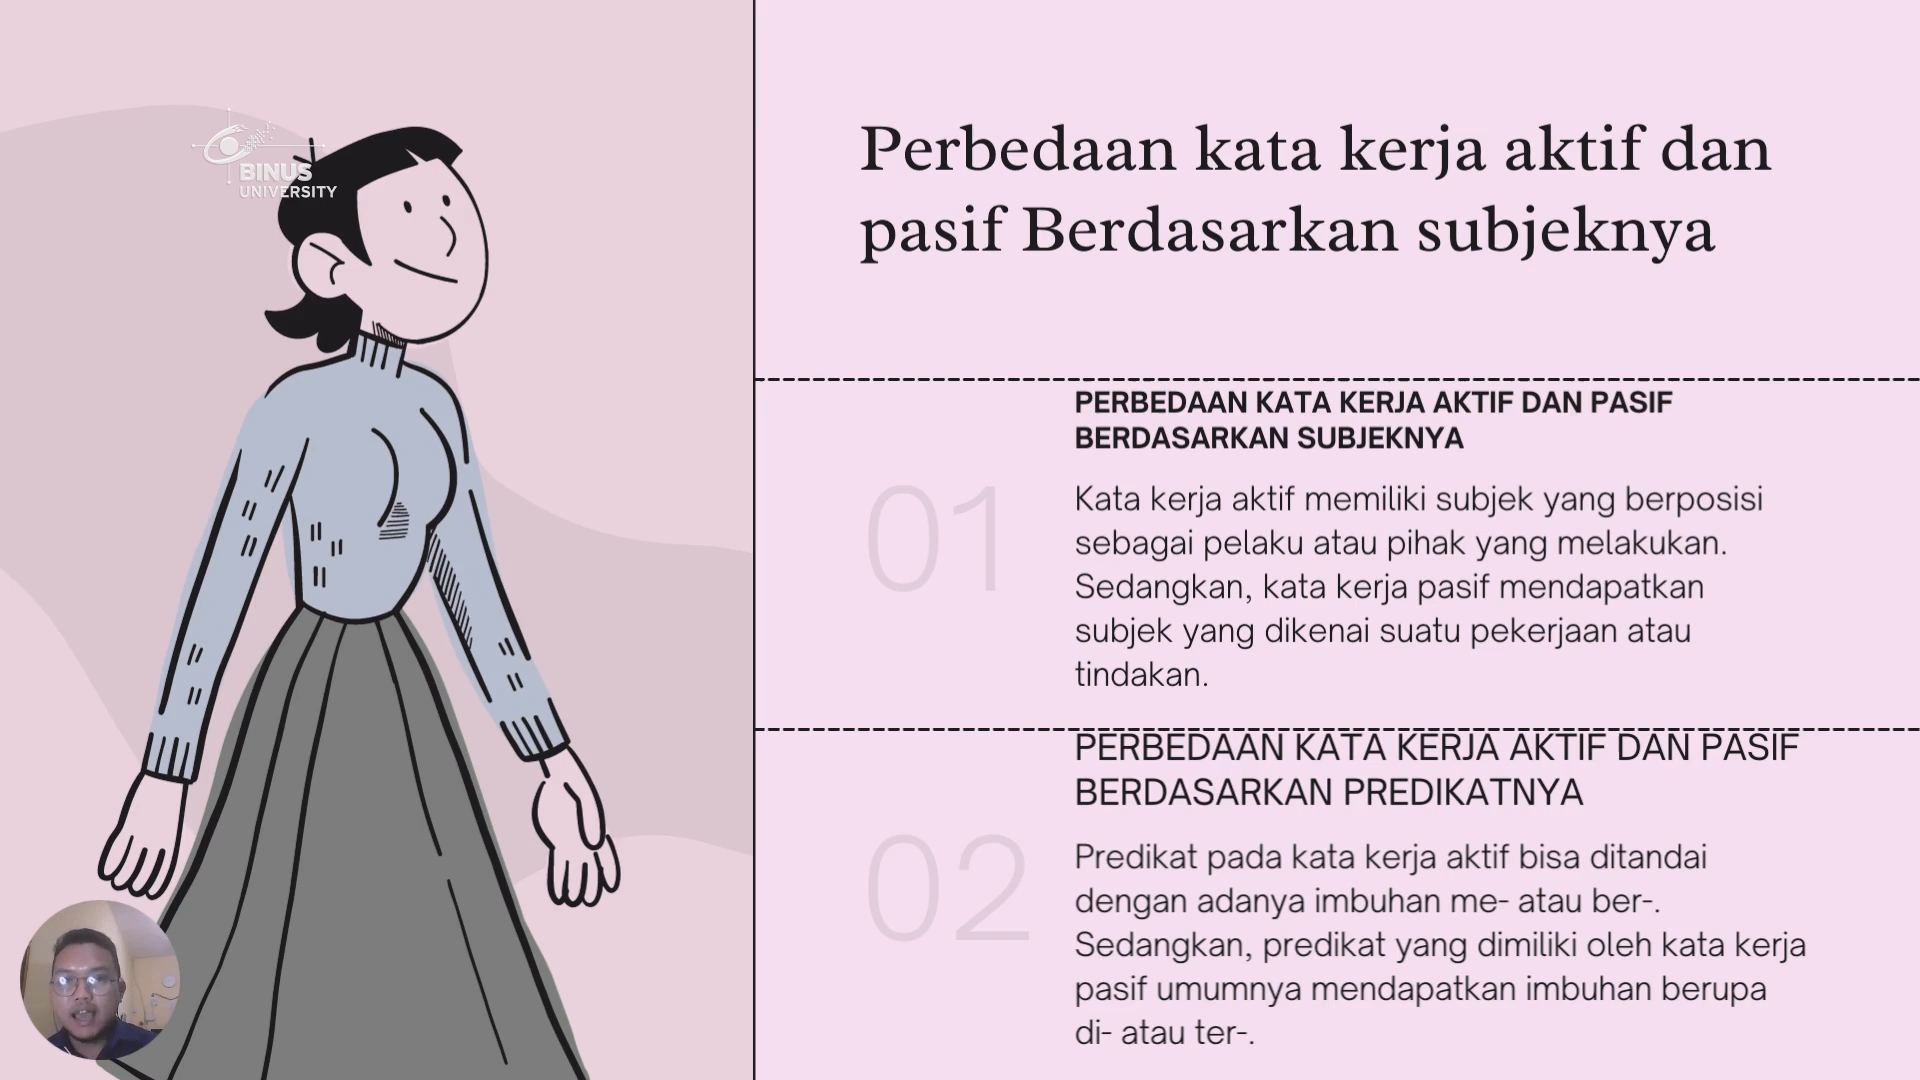 BINUS
UNIVERSITY
Perbedaan kata kerja aktif dan
pasif Berdasarkan subjeknya
01
PERBEDAAN KATA KERJA AKTIF DAN PASIF
BERDASARKAN SUBJEKNYA
Kata kerja aktif memiliki subjek yang berposisi
sebagai pelaku atau pihak yang melakukan.
Sedangkan, kata kerja pasif mendapatkan
subjek yang dikenai suatu pekerjaan atau
tindakan.
02
PERBEDAAN KATA KERJA AKTIF DAN PASIF
BERDASARKAN PREDIKATNYA
Predikat pada kata kerja aktif bisa ditandai
dengan adanya imbuhan me- atau ber-.
Sedangkan, predikat yang dimiliki oleh kata kerja
pasif umumnya mendapatkan imbuhan berupa
di- atau ter-.